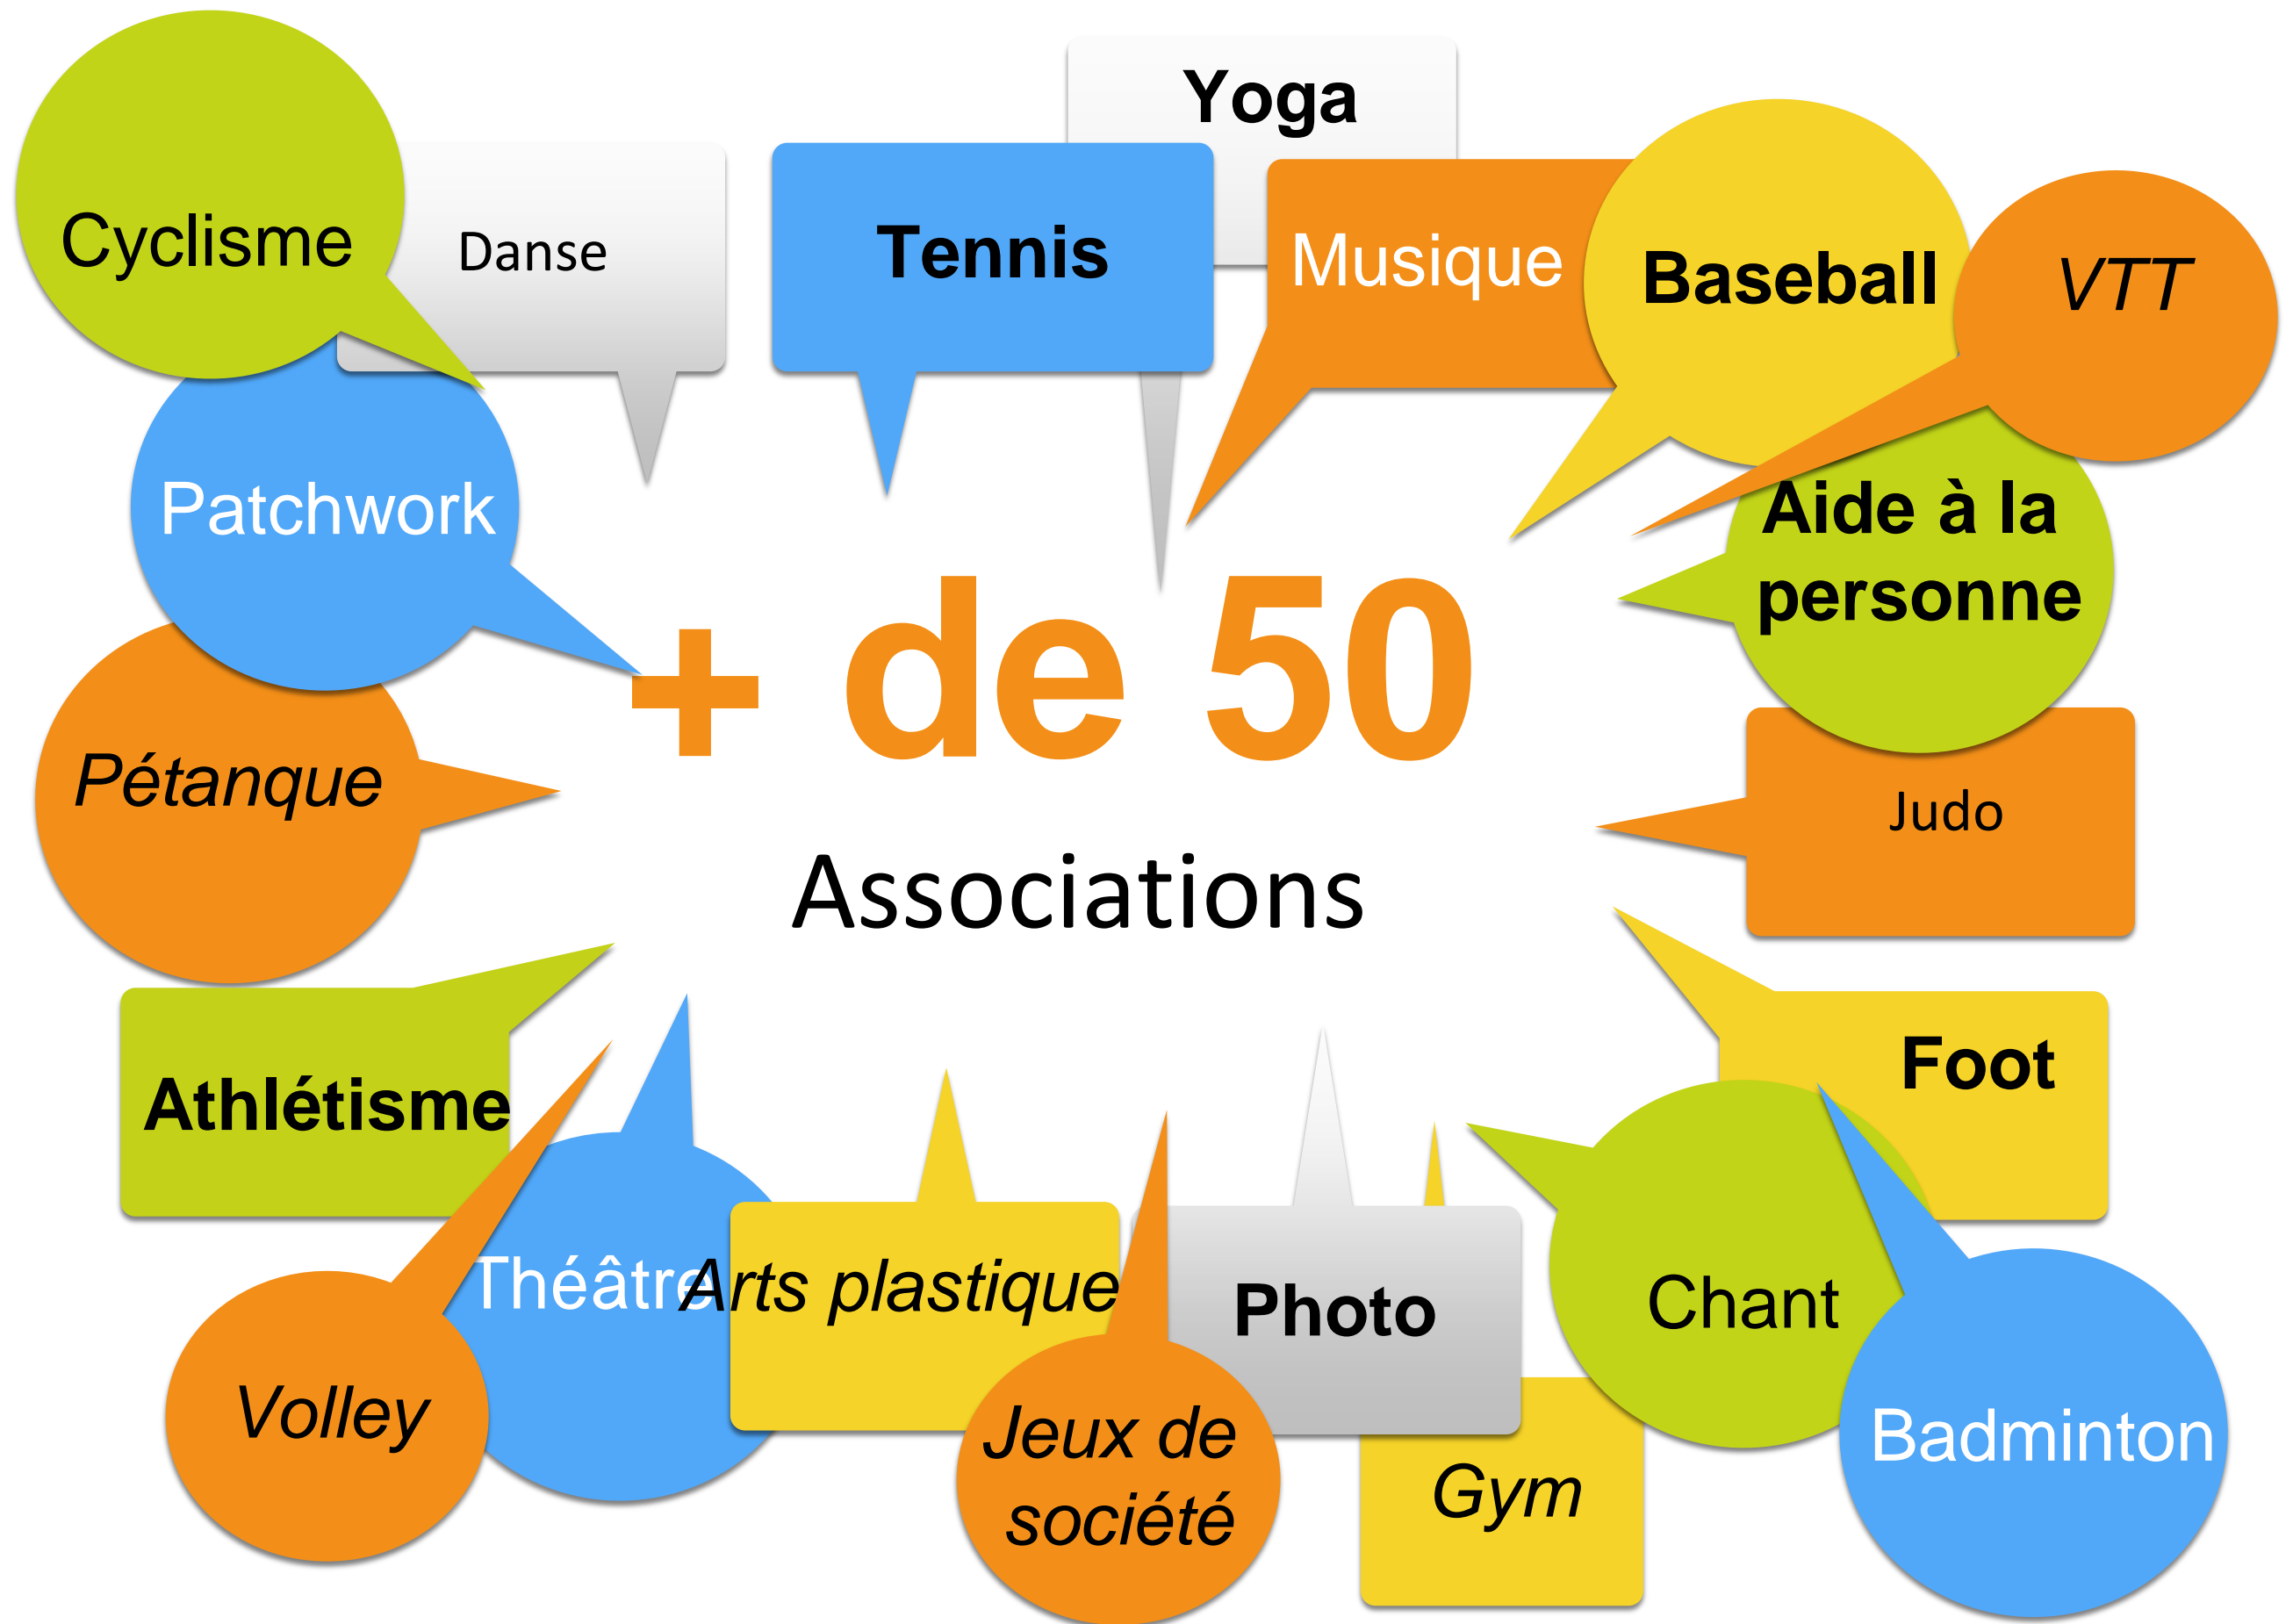 Yoga
Cyclisme
Danse
Tennis
Musique
Baseball
VTT
Patchwork
Aide à la
personne
+ de 50
Pétanque
Judo
Associations
Athlétisme
Foot
Théâtre
Arts plastique
Photo
Chant
Volley
Jeux de
société
Gym
Badminton